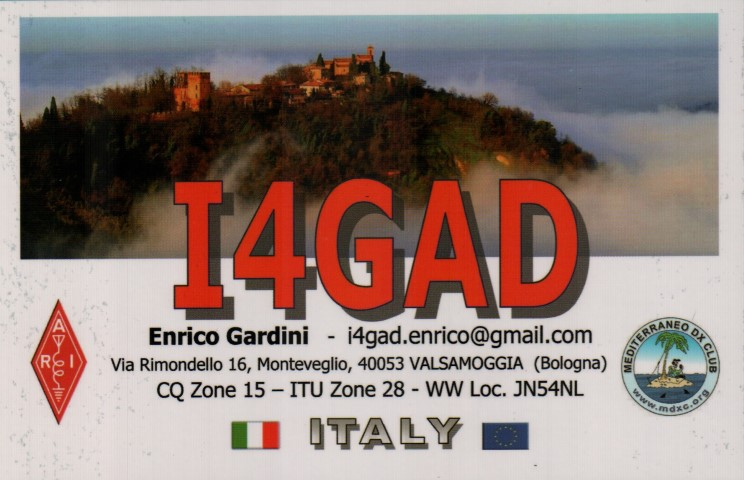 I4GAD
Enrico Gardini - i4gad.enrico@gmail.com
Via Rimondello 16, Monteveglio, 40053 VALSAMOGGIA (Bologna)
CQ Zone 15 – ITU Zone 28 - WW Loc. JN54NL
ITALY
A
R I
MEDITERRANEO DX CLUB
www.mdxc.org